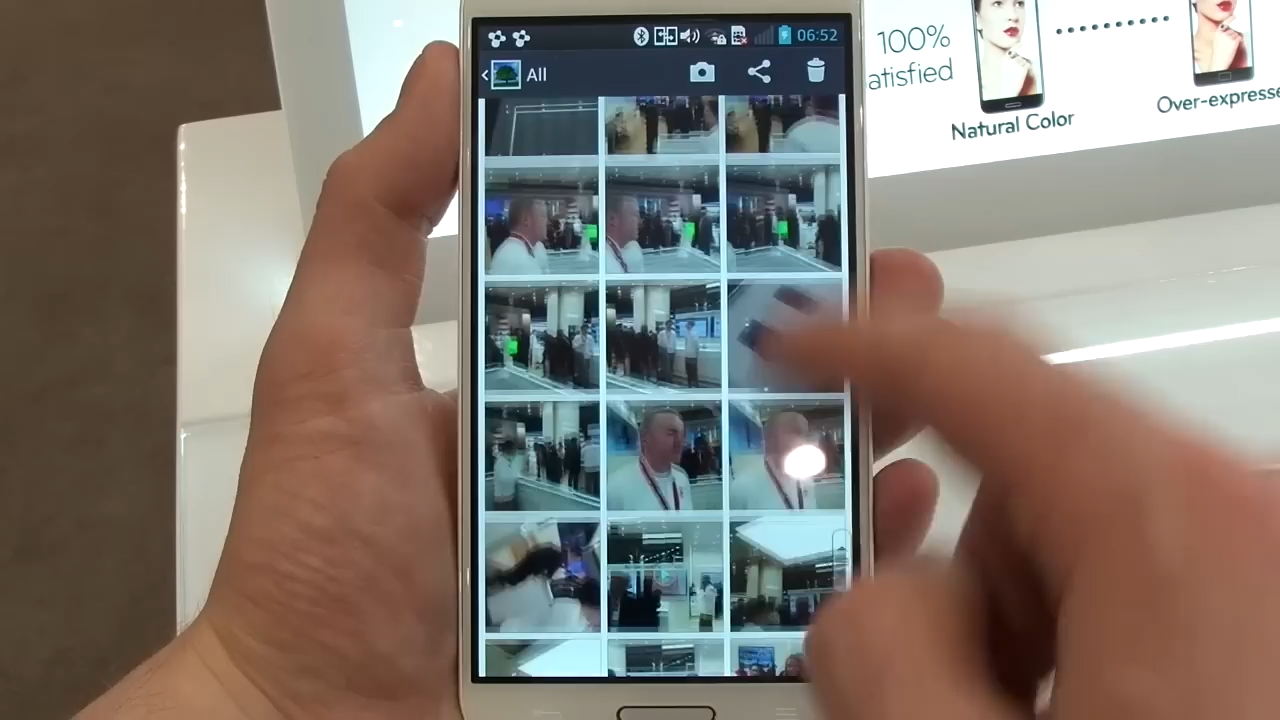 06:52
All
100%
atisfied
Natural Color
Over-expresse